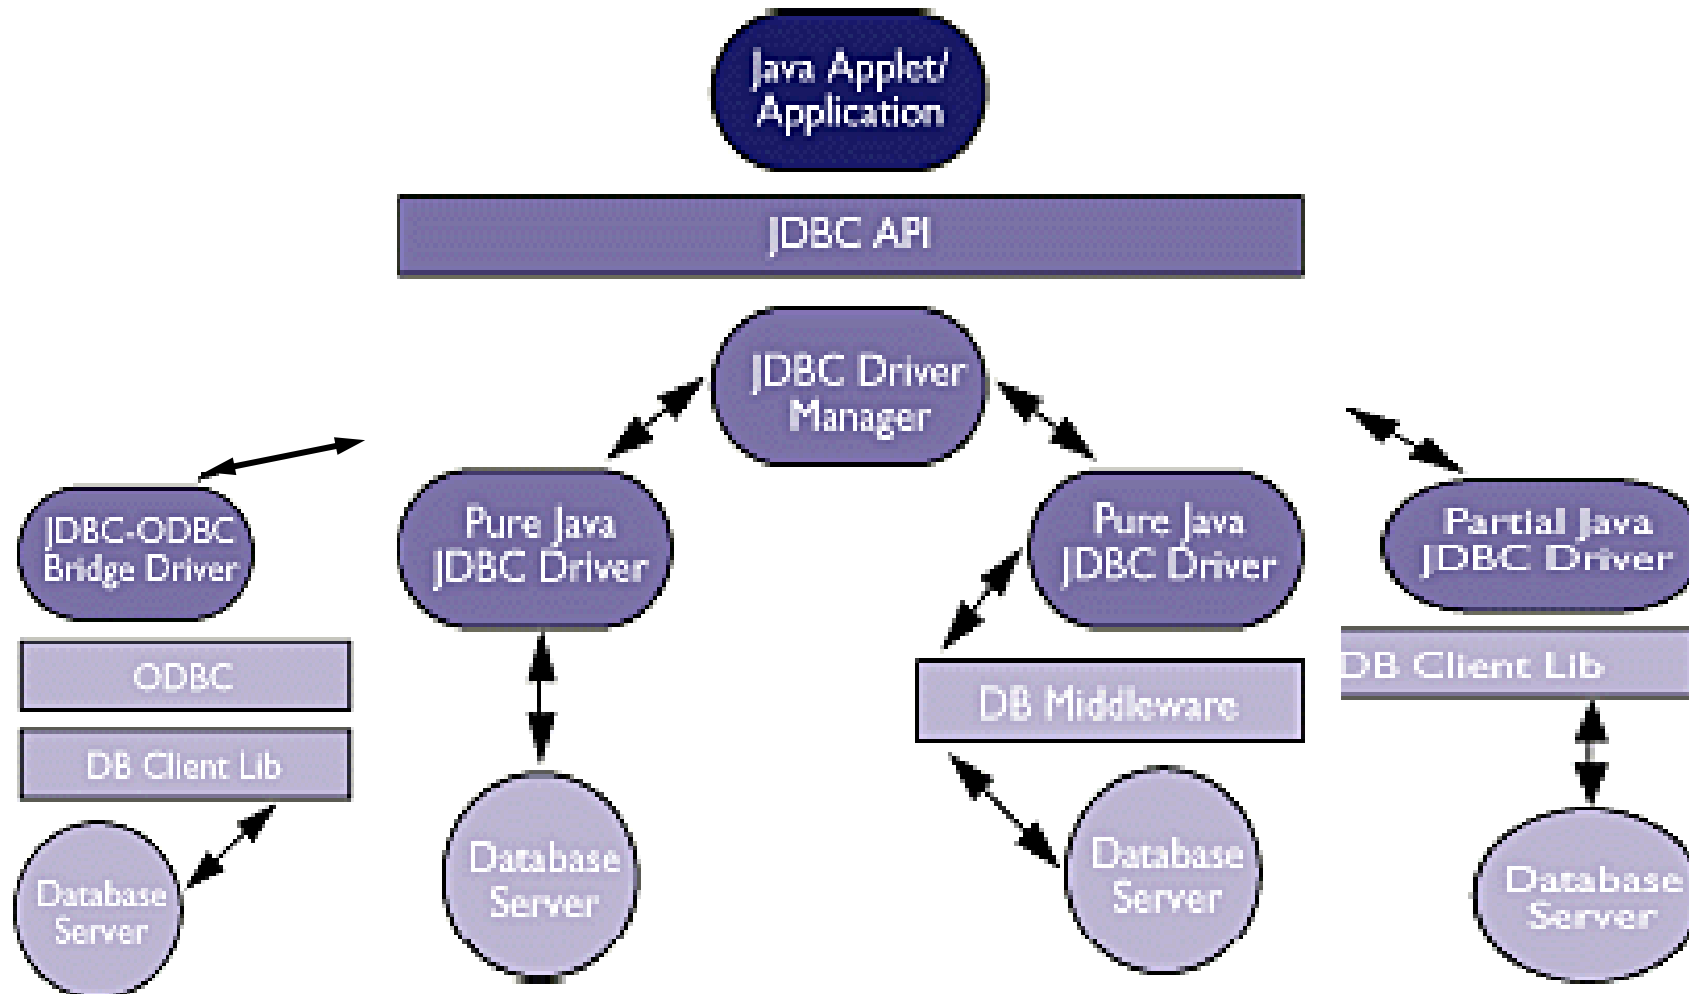 Java Applet/
Application
JDBC API
JDBC Driver
Manager
JDBC-ODBC
Bridge Driver
Pure Java
JDBC Driver
Pure Java
JDBC Driver
Partial Java
JDBC Driver
ODBC
DB Client Lib
DB Middleware
DB Client Lib
Database
Server
Database
Server
Database
Server
Database
Server